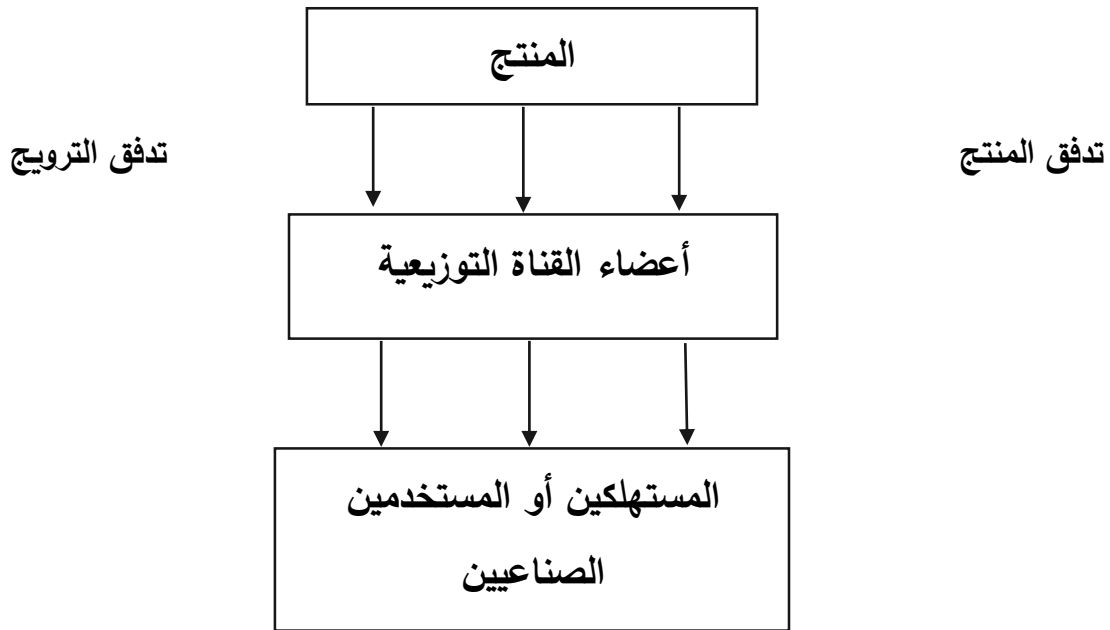 المنتج
تدفق المنتج
تدفق الترويج
أعضاء القناة التوزيعية
المستهلكين أو المستخدمين
الصناعيين